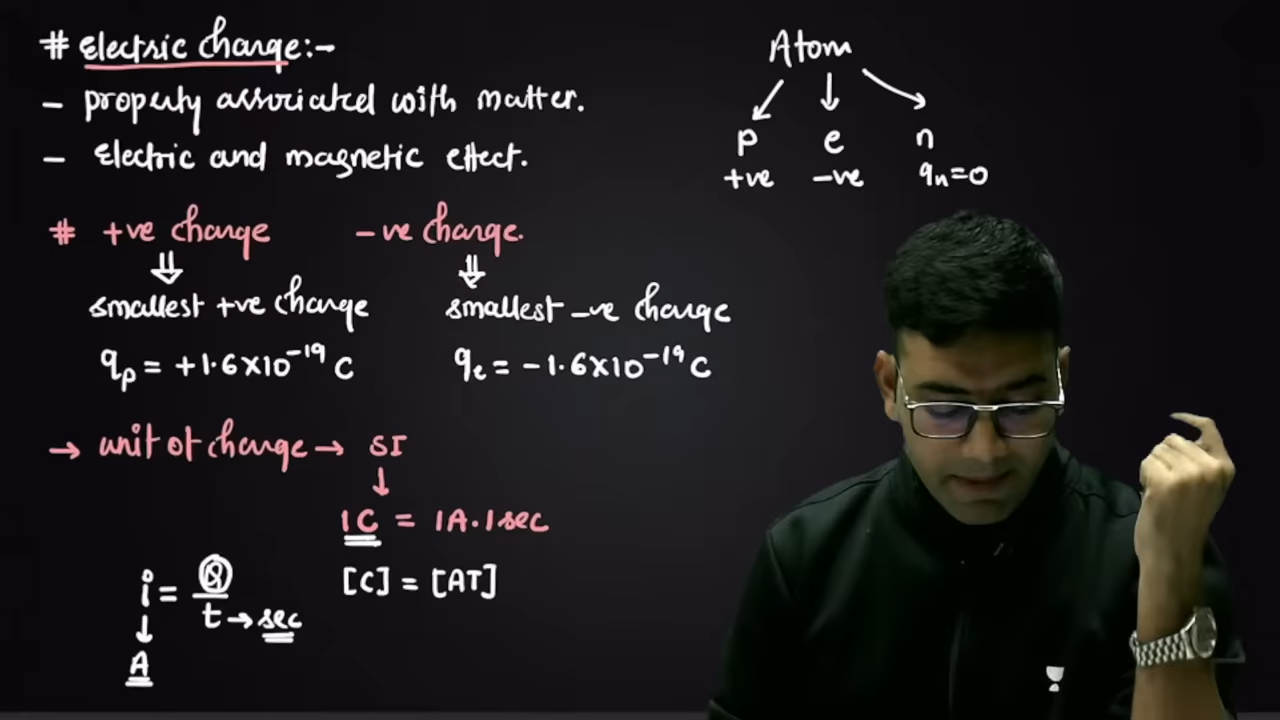 # Electric charge:-
- property associated with matter.
- Electric and magnetic effect.
Atom
p e n
+ve -ve qn=0
# +ve charge -ve charge.
smallest +ve charge smallest -ve charge
qp = +1.6×10⁻¹⁹ C qe = -1.6×10⁻¹⁹ C
→ unit of charge → SI
↓
1C = 1A.1sec
[C] = [AT]
i = Q
t → sec
↓
A